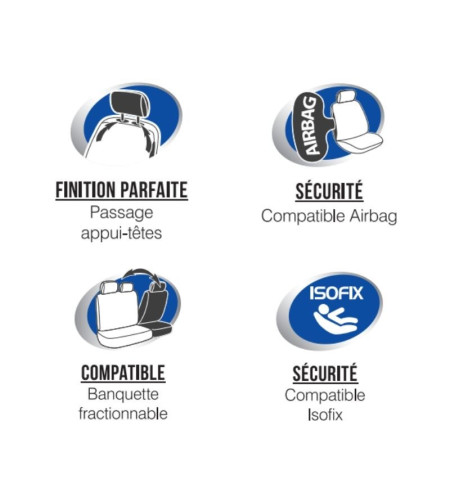 FINITION PARFAITE
Passage
appui-têtes
AIRBAG
SÉCURITÉ
Compatible Airbag
COMPATIBLE
Banquette
fractionnable
ISOFIX
SÉCURITÉ
Compatible
Isofix